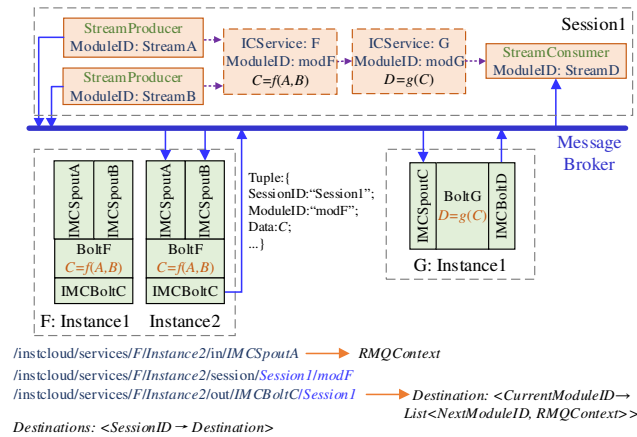 Session1
StreamProducer
ModuleID: StreamA
StreamProducer
ModuleID: StreamB
ICService: F
ModuleID: modF
C=f(A,B)
ICService: G
ModuleID: modG
D=g(C)
StreamConsumer
ModuleID: StreamD
Message
Broker
IMCSpoutA
IMCSpoutB
BoltF
C=f(A,B)
IMCBoltC
IMCSpoutA
IMCSpoutB
BoltF
C=f(A,B)
IMCBoltC
F: Instance1
Instance2
Tuple:{
SessionID:“Session1”;
ModuleID:“modF”;
Data:C;
...}
IMCSpoutC
BoltG
D=g(C)
IMCBoltD
G: Instance1
/instcloud/services/F/Instance2/in/IMCSpoutA → RMQContext
/instcloud/services/F/Instance2/session/Session1/modF
/instcloud/services/F/Instance2/out/IMCBoltC/Session1 → Destination: <CurrentModuleID→
List<NextModuleID, RMQContext>>
Destinations: <SessionID → Destination>